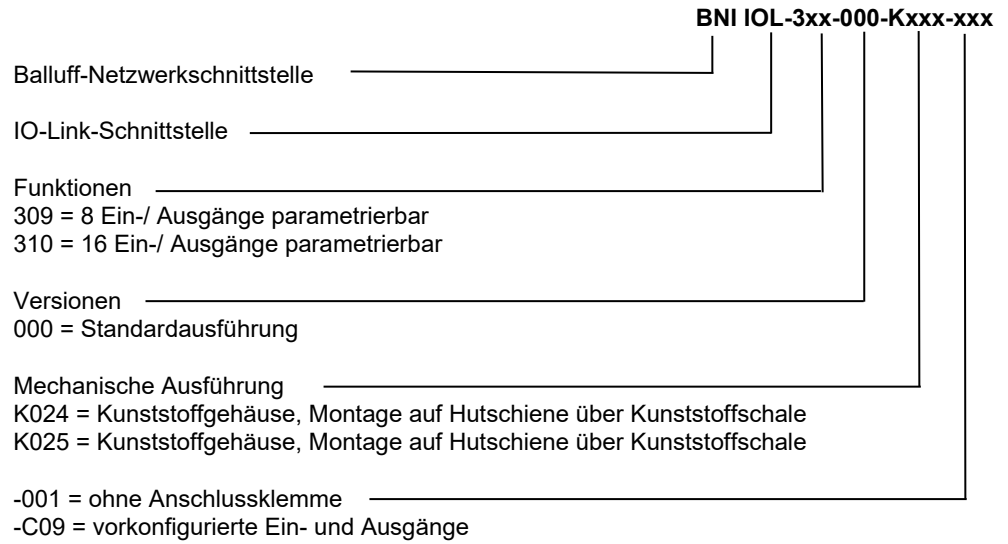 BNI IOL-3xx-000-Kxxx-xxx
Balluff-Netzwerkschnittstelle
IO-Link-Schnittstelle
Funktionen
309 = 8 Ein-/ Ausgänge parametrierbar
310 = 16 Ein-/ Ausgänge parametrierbar
Versionen
000 = Standardausführung
Mechanische Ausführung
K024 = Kunststoffgehäuse, Montage auf Hutschiene über Kunststoffschale
K025 = Kunststoffgehäuse, Montage auf Hutschiene über Kunststoffschale
-001 = ohne Anschlussklemme
-C09 = vorkonfigurierte Ein- und Ausgänge